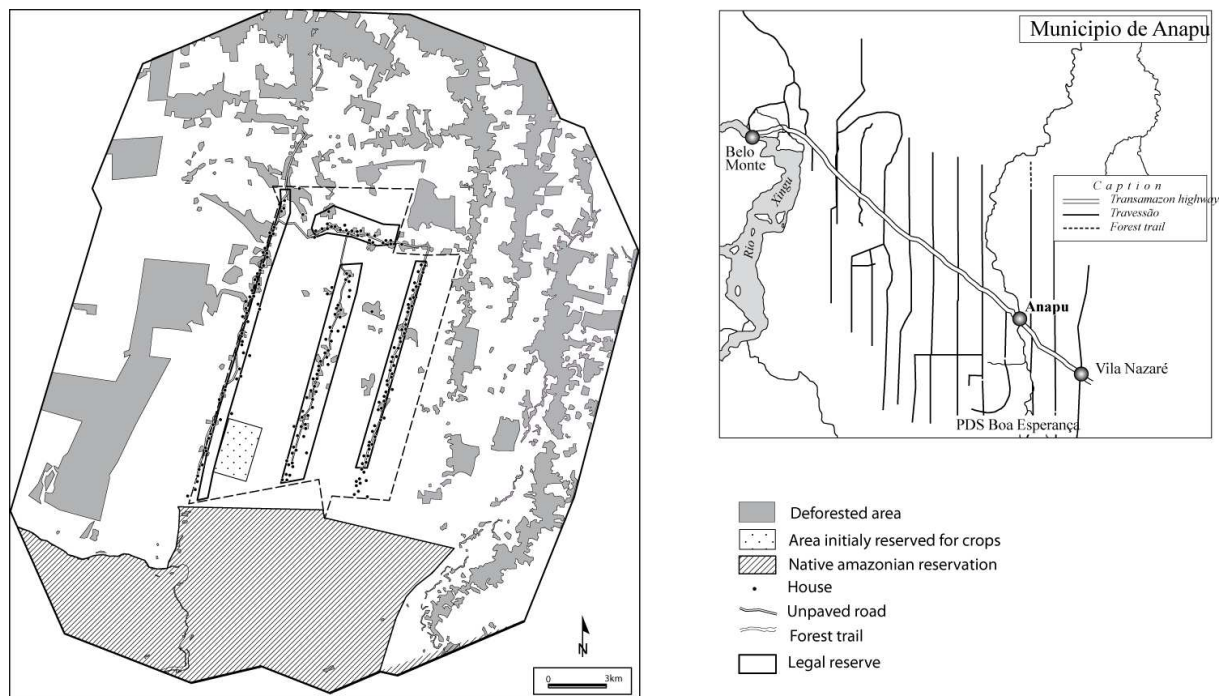 N
0 3km
Municipio de Anapu
Belo
Monte
Rio Xingu
Caption
Transamazon highway
Travessão
Forest trail
Anapu
Vila Nazaré
PDS Boa Esperança
Deforested area
Area initialy reserved for crops
Native amazonian reservation
House
Unpaved road
Forest trail
Legal reserve